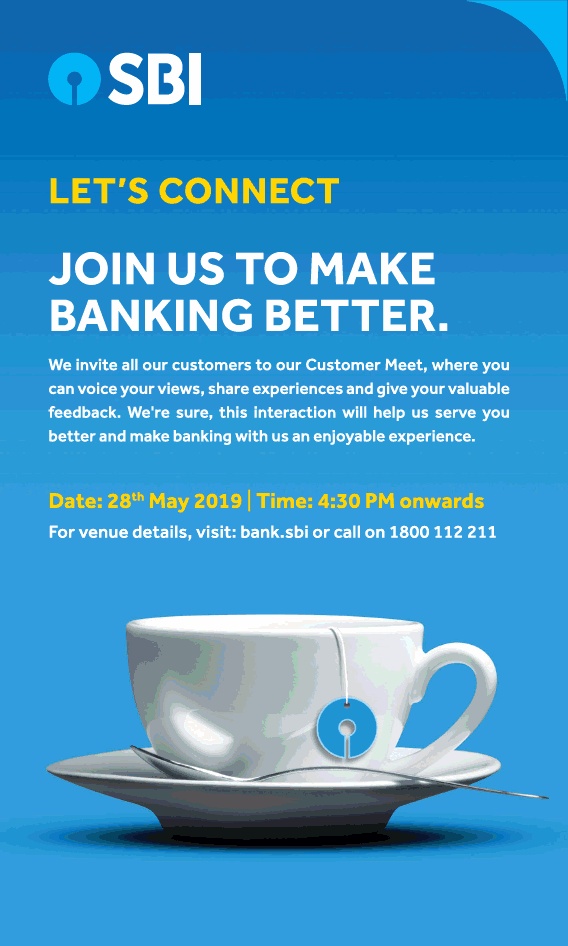 SBI
LET'S CONNECT
JOIN US TO MAKE
BANKING BETTER.
We invite all our customers to our Customer Meet, where you
can voice your views, share experiences and give your valuable
feedback. We're sure, this interaction will help us serve you
better and make banking with us an enjoyable experience.
Date: 28th May 2019 | Time: 4:30 PM onwards
For venue details, visit: bank.sbi or call on 1800 112 211